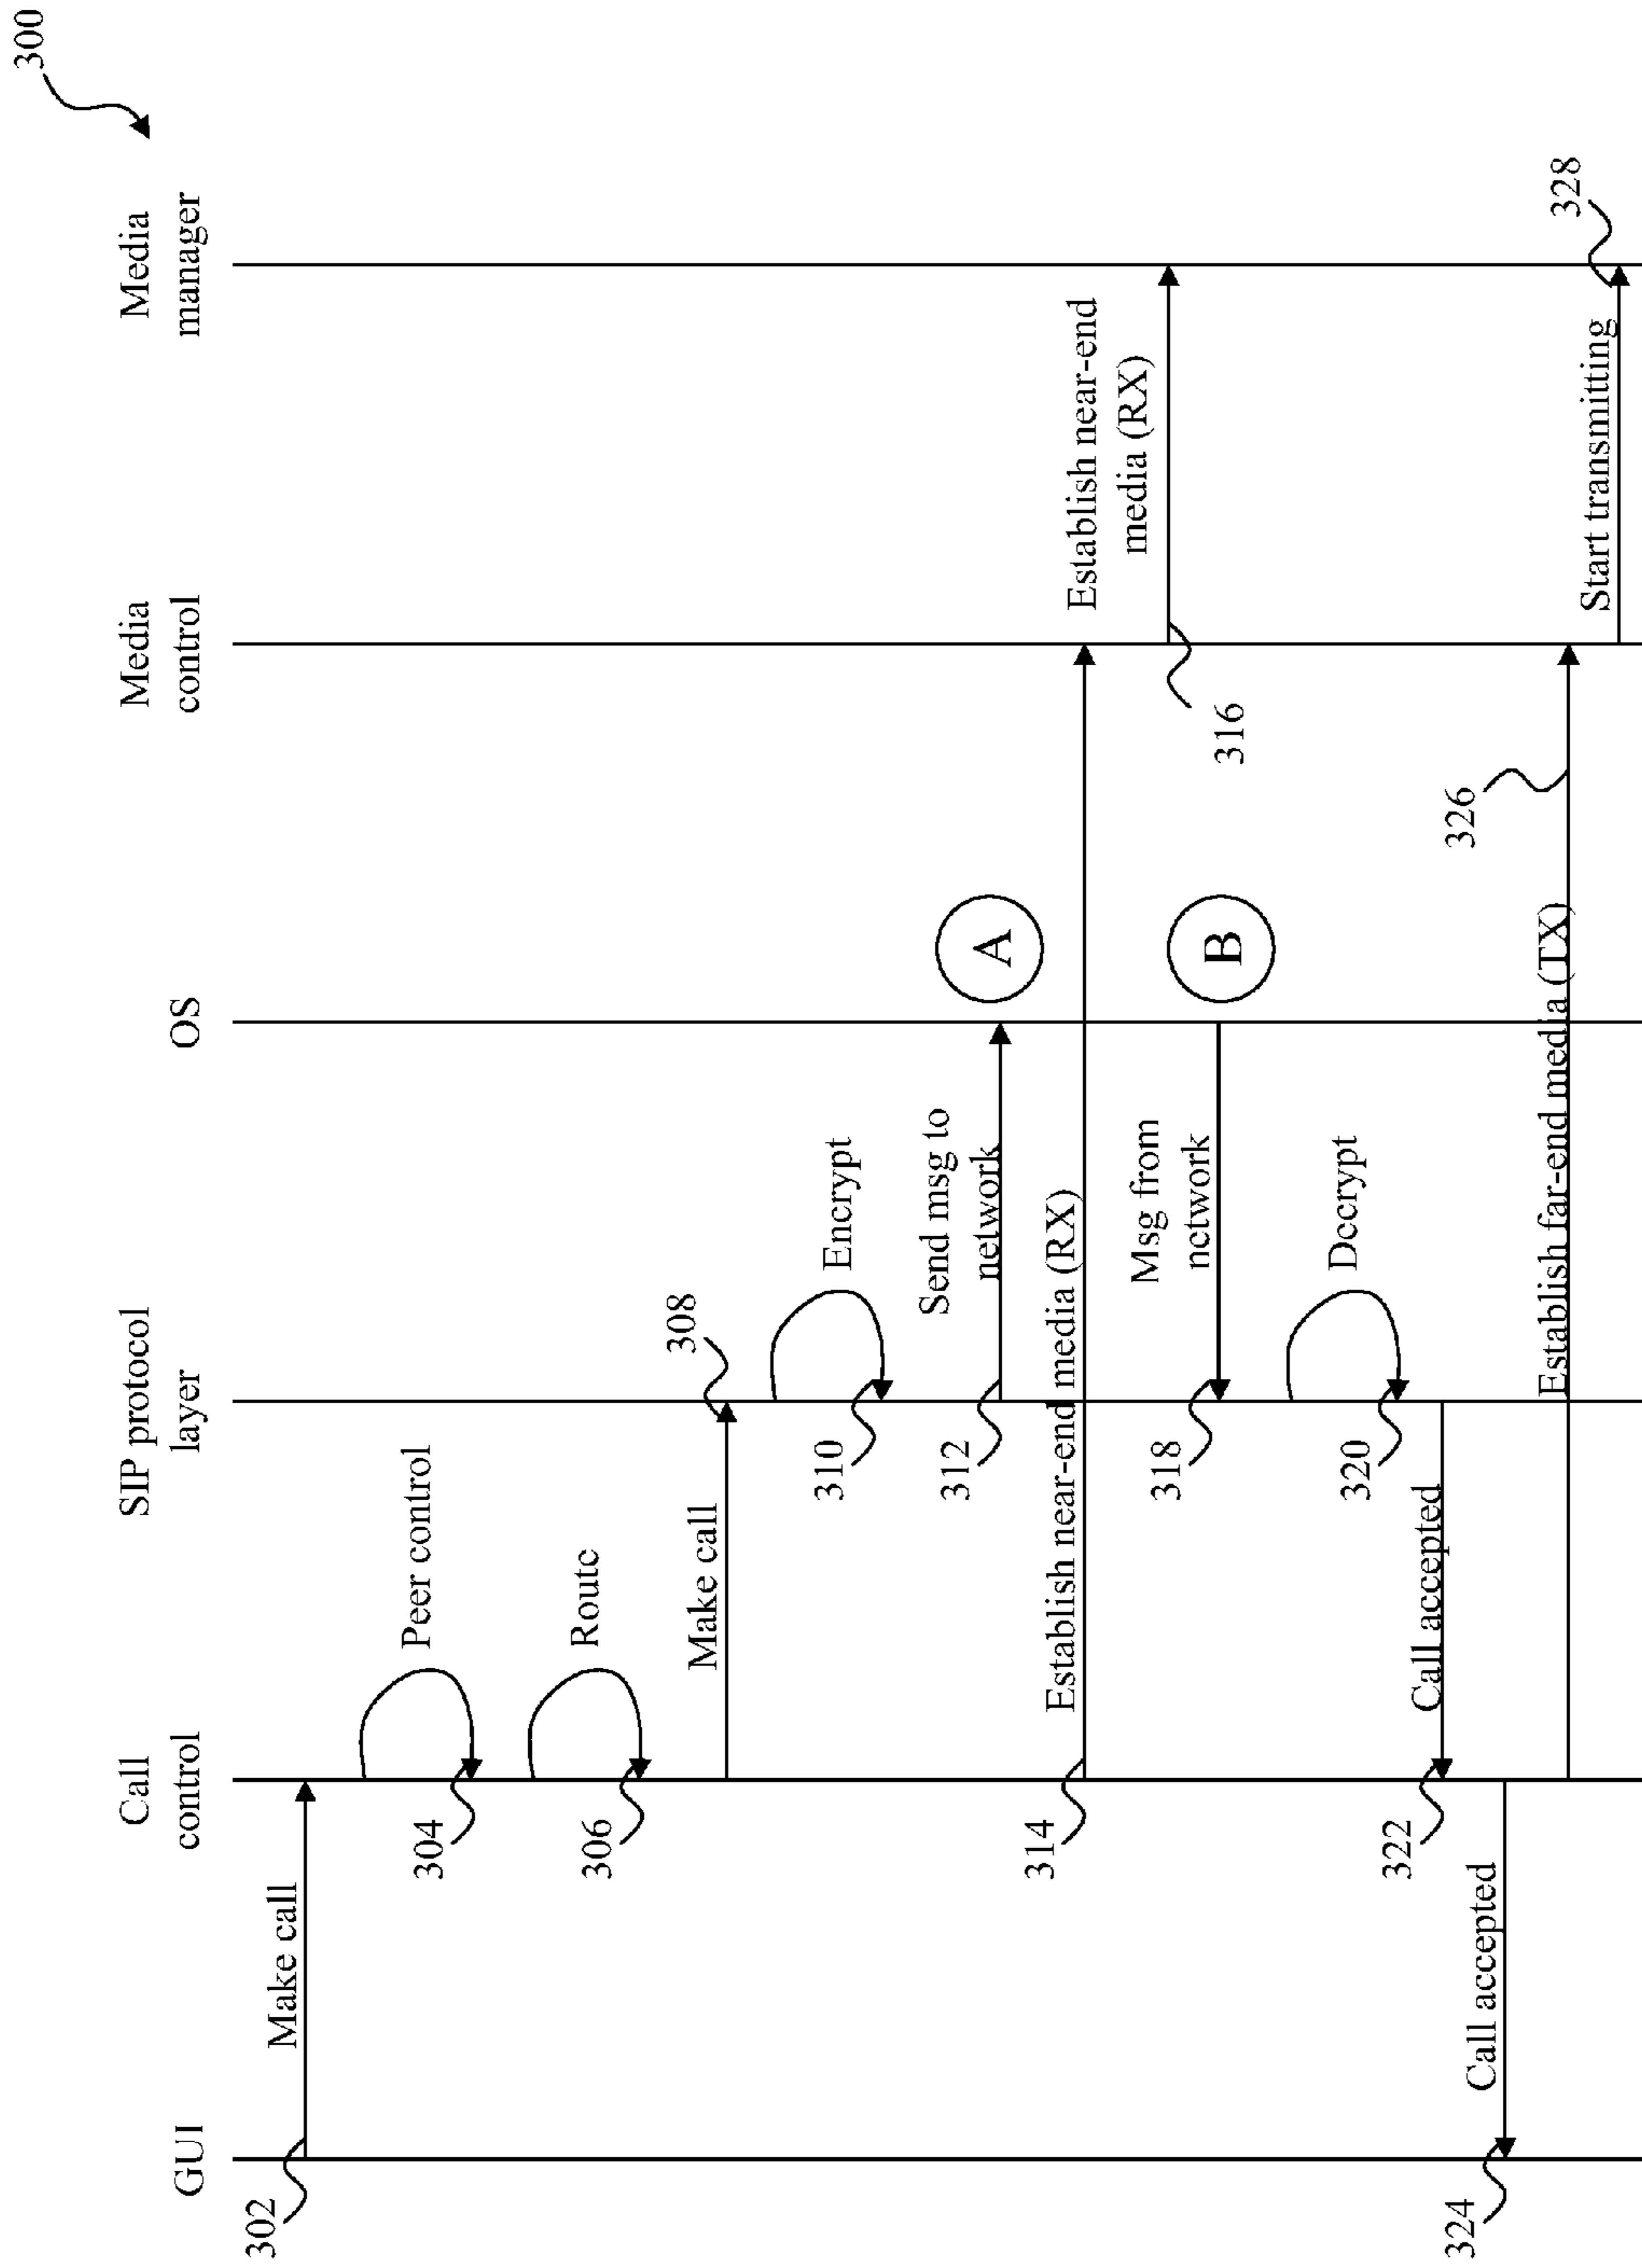 300
GUI
Call
control
SIP protocol
layer
OS
Media
control
Media
manager
Make call
302
Peer control
304
Route
306
Make call
308
Encrypt
310
Send msg to
network
312
A
Establish near-end media (RX)
314
Establish near-end
media (RX)
316
Msg from
network
318
B
Decrypt
320
Call accepted
322
Call accepted
324
Establish far-end media (TX)
326
Start transmitting
328